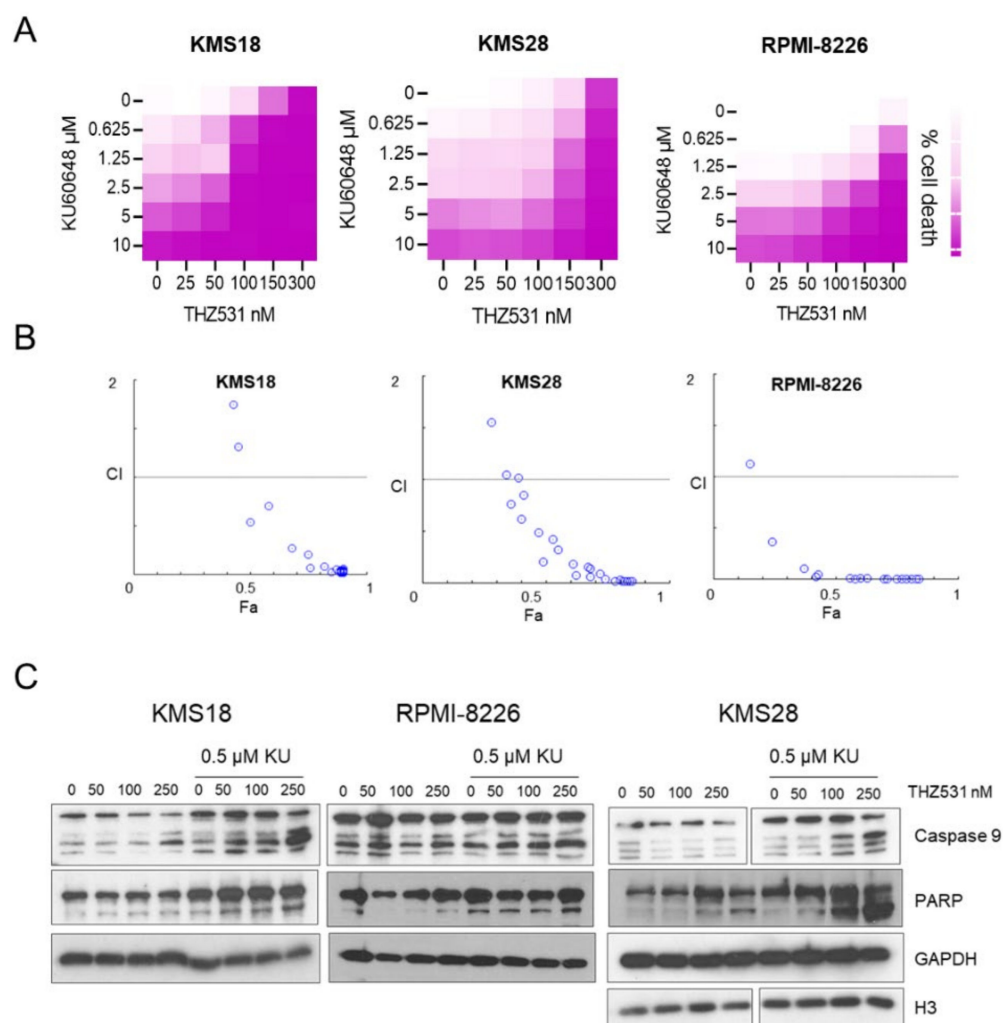 A
KMS18
KMS28
RPMI-8226
KU60648 µM
0
0.625
1.25
2.5
5
10
0 25 50 100 150 300
THZ531 nM
KU60648 µM
0
0.625
1.25
2.5
5
10
0 25 50 100 150 300
THZ531 nM
KU60648 µM
0
0.625
1.25
2.5
5
10
0 25 50 100 150 300
THZ531 nM
% cell death
B
KMS18
2
CI
0 0.5 1
Fa
KMS28
2
CI
0 0.5 1
Fa
RPMI-8226
2
CI
0 0.5 1
Fa
C
KMS18
RPMI-8226
KMS28
0.5 µM KU
0.5 µM KU
0.5 µM KU
0 50 100 250 0 50 100 250
0 50 100 250 0 50 100 250
0 50 100 250 0 50 100 250
THZ531 nM
Caspase 9
PARP
GAPDH
H3